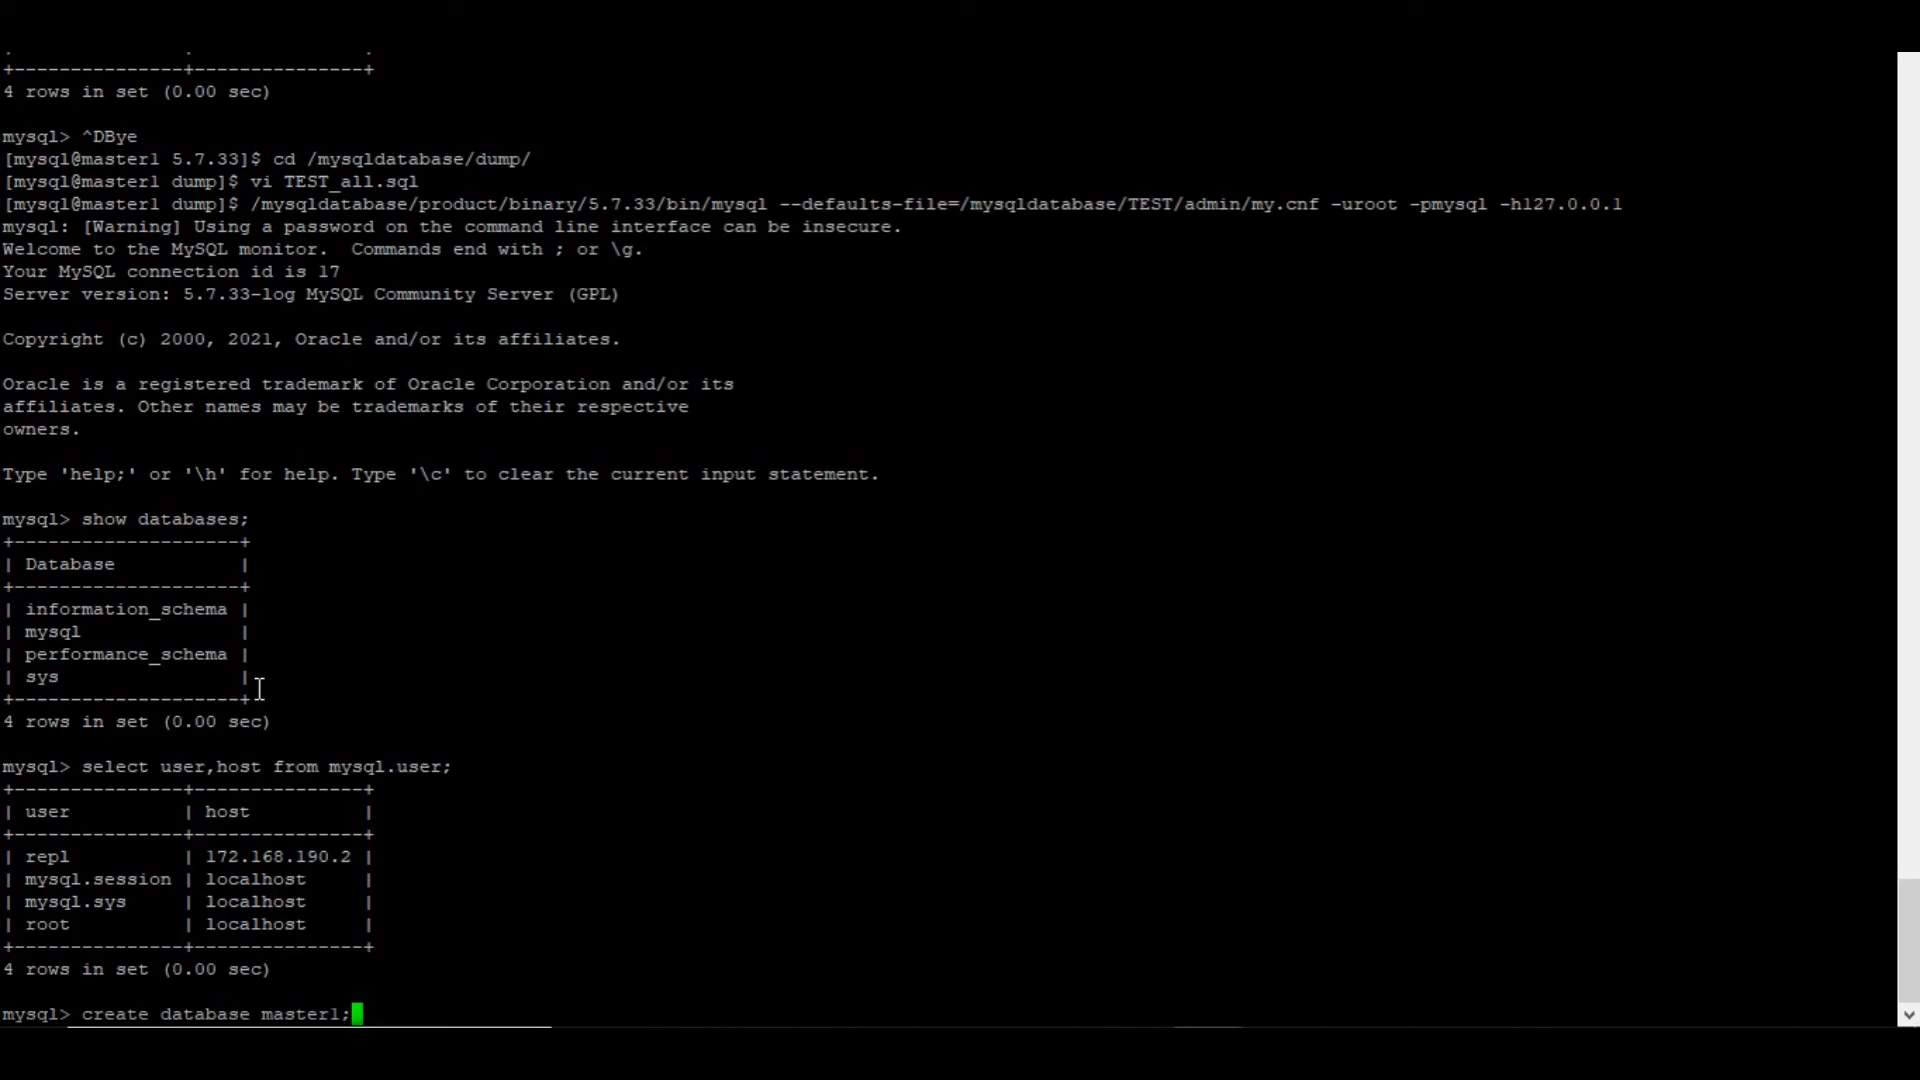 +---------------+---------------+
4 rows in set (0.00 sec)
mysql> ^DBye
[mysql@master1 5.7.33]$ cd /mysqldatabase/dump/
[mysql@master1 dump]$ vi TEST_all.sql
[mysql@master1 dump]$ /mysqldatabase/product/binary/5.7.33/bin/mysql --defaults-file=/mysqldatabase/TEST/admin/my.cnf -uroot -pmysql -h127.0.0.1
mysql: [Warning] Using a password on the command line interface can be insecure.
Welcome to the MySQL monitor.  Commands end with ; or \g.
Your MySQL connection id is 17
Server version: 5.7.33-log MySQL Community Server (GPL)
Copyright (c) 2000, 2021, Oracle and/or its affiliates.
Oracle is a registered trademark of Oracle Corporation and/or its
affiliates. Other names may be trademarks of their respective
owners.
Type 'help;' or '\h' for help. Type '\c' to clear the current input statement.
mysql> show databases;
+--------------------+
| Database           |
+--------------------+
| information_schema |
| mysql              |
| performance_schema |
| sys                |
+--------------------+
4 rows in set (0.00 sec)
mysql> select user,host from mysql.user;
+---------------+---------------+
| user          | host          |
+---------------+---------------+
| repl          | 172.168.190.2 |
| mysql.session | localhost     |
| mysql.sys     | localhost     |
| root          | localhost     |
+---------------+---------------+
4 rows in set (0.00 sec)
mysql> create database master1;